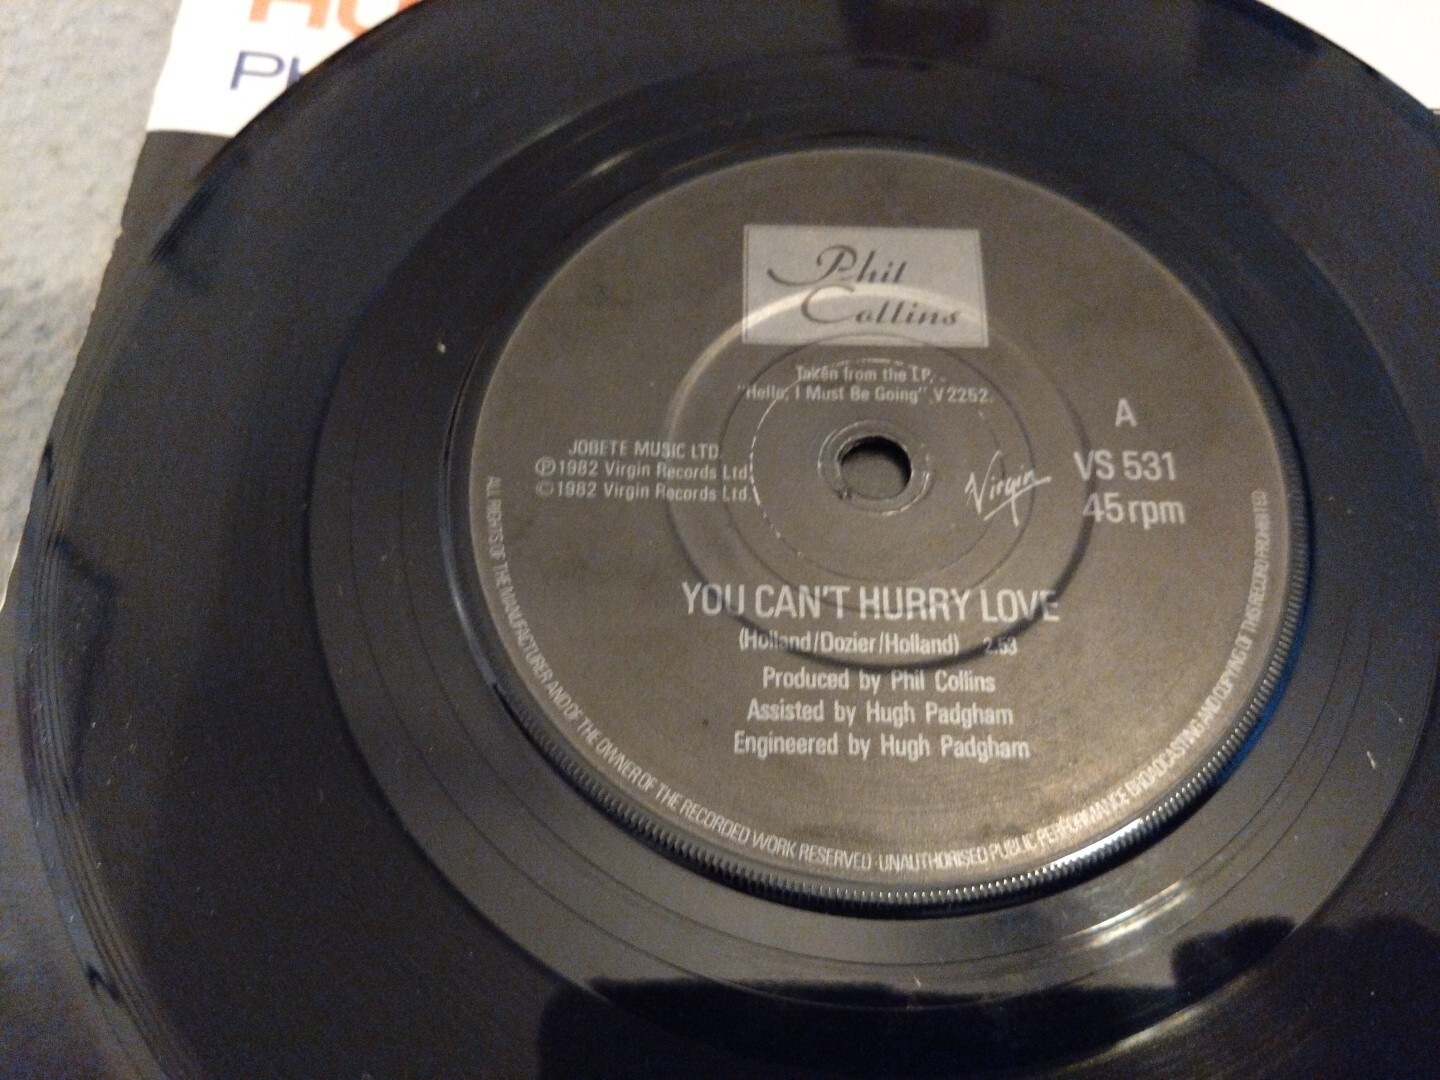 PH
Phil
Collins
Taken from the LP.
"Hello, I Must Be Going" V 2252.
A
JOBETE MUSIC LTD.
℗1982 Virgin Records Ltd.
©1982 Virgin Records Ltd.
Virgin
VS 531
45rpm
YOU CAN'T HURRY LOVE
(Holland/Dozier/Holland) 2.53
Produced by Phil Collins
Assisted by Hugh Padgham
Engineered by Hugh Padgham
ALL RIGHTS OF THE MANUFACTURER AND OF THE OWNER OF THE RECORDED WORK RESERVED · UNAUTHORISED PUBLIC PERFORMANCE BROADCASTING AND COPYING OF THIS RECORD PROHIBITED